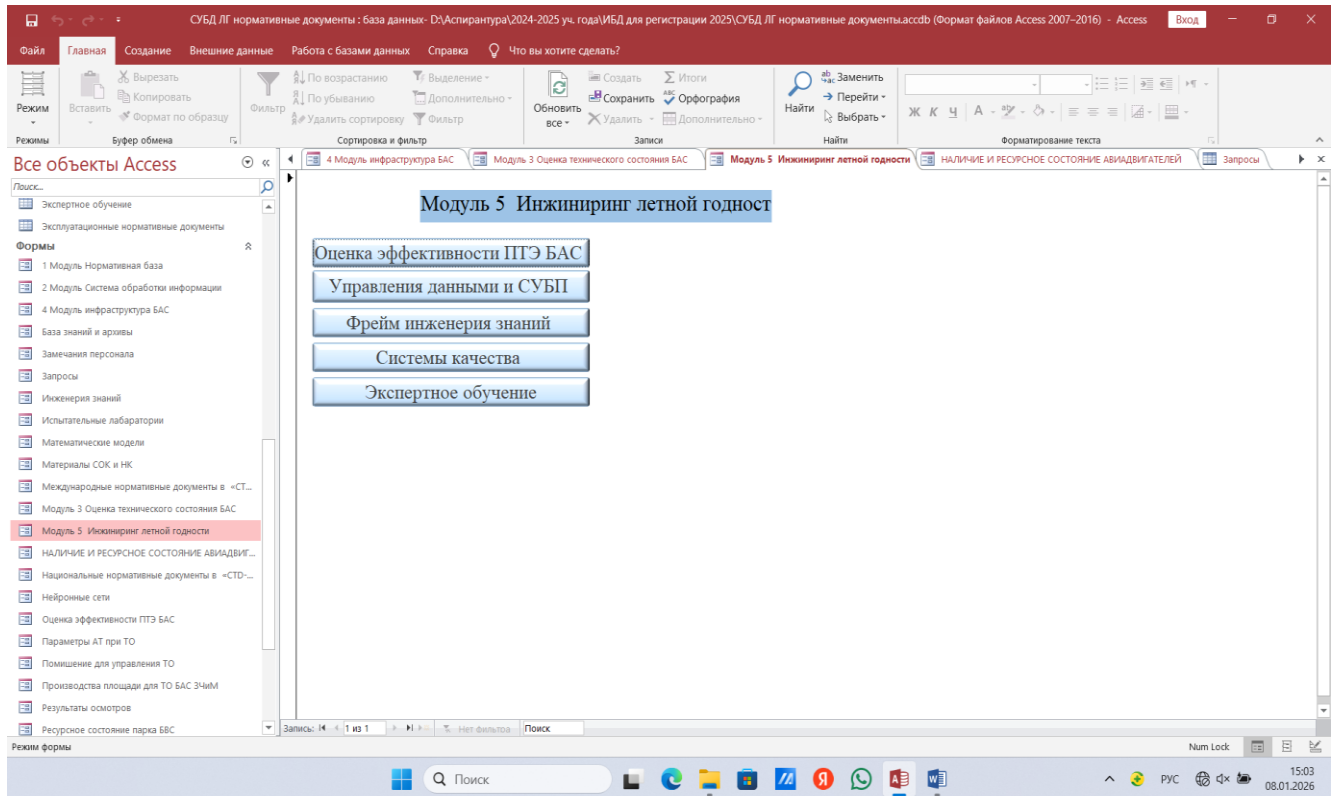 СУБД ЛГ нормативные документы : база данных- D:\Аспирантура\2024-2025 уч. года\ИБД для регистрации 2025\СУБД ЛГ нормативные документы.accdb (Формат файлов Access 2007–2016) - Access Вход
Файл Главная Создание Внешние данные Работа с базами данных Справка Что вы хотите сделать?
Режим
Режимы
Вставить
Вырезать
Копировать
Формат по образцу
Буфер обмена
Фильтр
По возрастанию
По убыванию
Удалить сортировку
Выделение
Дополнительно
Фильтр
Сортировка и фильтр
Обновить все
Создать
Сохранить
Удалить
Итоги
Орфография
Дополнительно
Записи
Найти
Заменить
Перейти
Выбрать
Найти
Ж К Ч А
Форматирование текста
Все объекты Access
Поиск...
Экспертное обучение
Эксплуатационные нормативные документы
Формы
1 Модуль Нормативная база
2 Модуль Система обработки информации
4 Модуль инфраструктура БАС
База знаний и архивы
Замечания персонала
Запросы
Инженерия знаний
Испытательные лабаратории
Математические модели
Материалы СОК и НК
Международные нормативные документы в «СТ...
Модуль 3 Оценка технического состояния БАС
Модуль 5 Инжиниринг летной годности
НАЛИЧИЕ И РЕСУРСНОЕ СОСТОЯНИЕ АВИАДВИГ...
Национальные нормативные документы в «CTD-...
Нейронные сети
Оценка эффективности ПТЭ БАС
Параметры АТ при ТО
Помишение для управления ТО
Производства площади для ТО БАС ЗЧиМ
Результаты осмотров
Ресурсное состояние парка БВС
4 Модуль инфраструктура БАС
Модуль 3 Оценка технического состояния БАС
Модуль 5 Инжиниринг летной годности
НАЛИЧИЕ И РЕСУРСНОЕ СОСТОЯНИЕ АВИАДВИГАТЕЛЕЙ
Запросы
Модуль 5 Инжиниринг летной годност
Оценка эффективности ПТЭ БАС
Управления данными и СУБП
Фрейм инженерия знаний
Системы качества
Экспертное обучение
Запись: 1 из 1 Нет фильтра Поиск
Режим формы Num Lock
Поиск РУС 15:03
08.01.2026